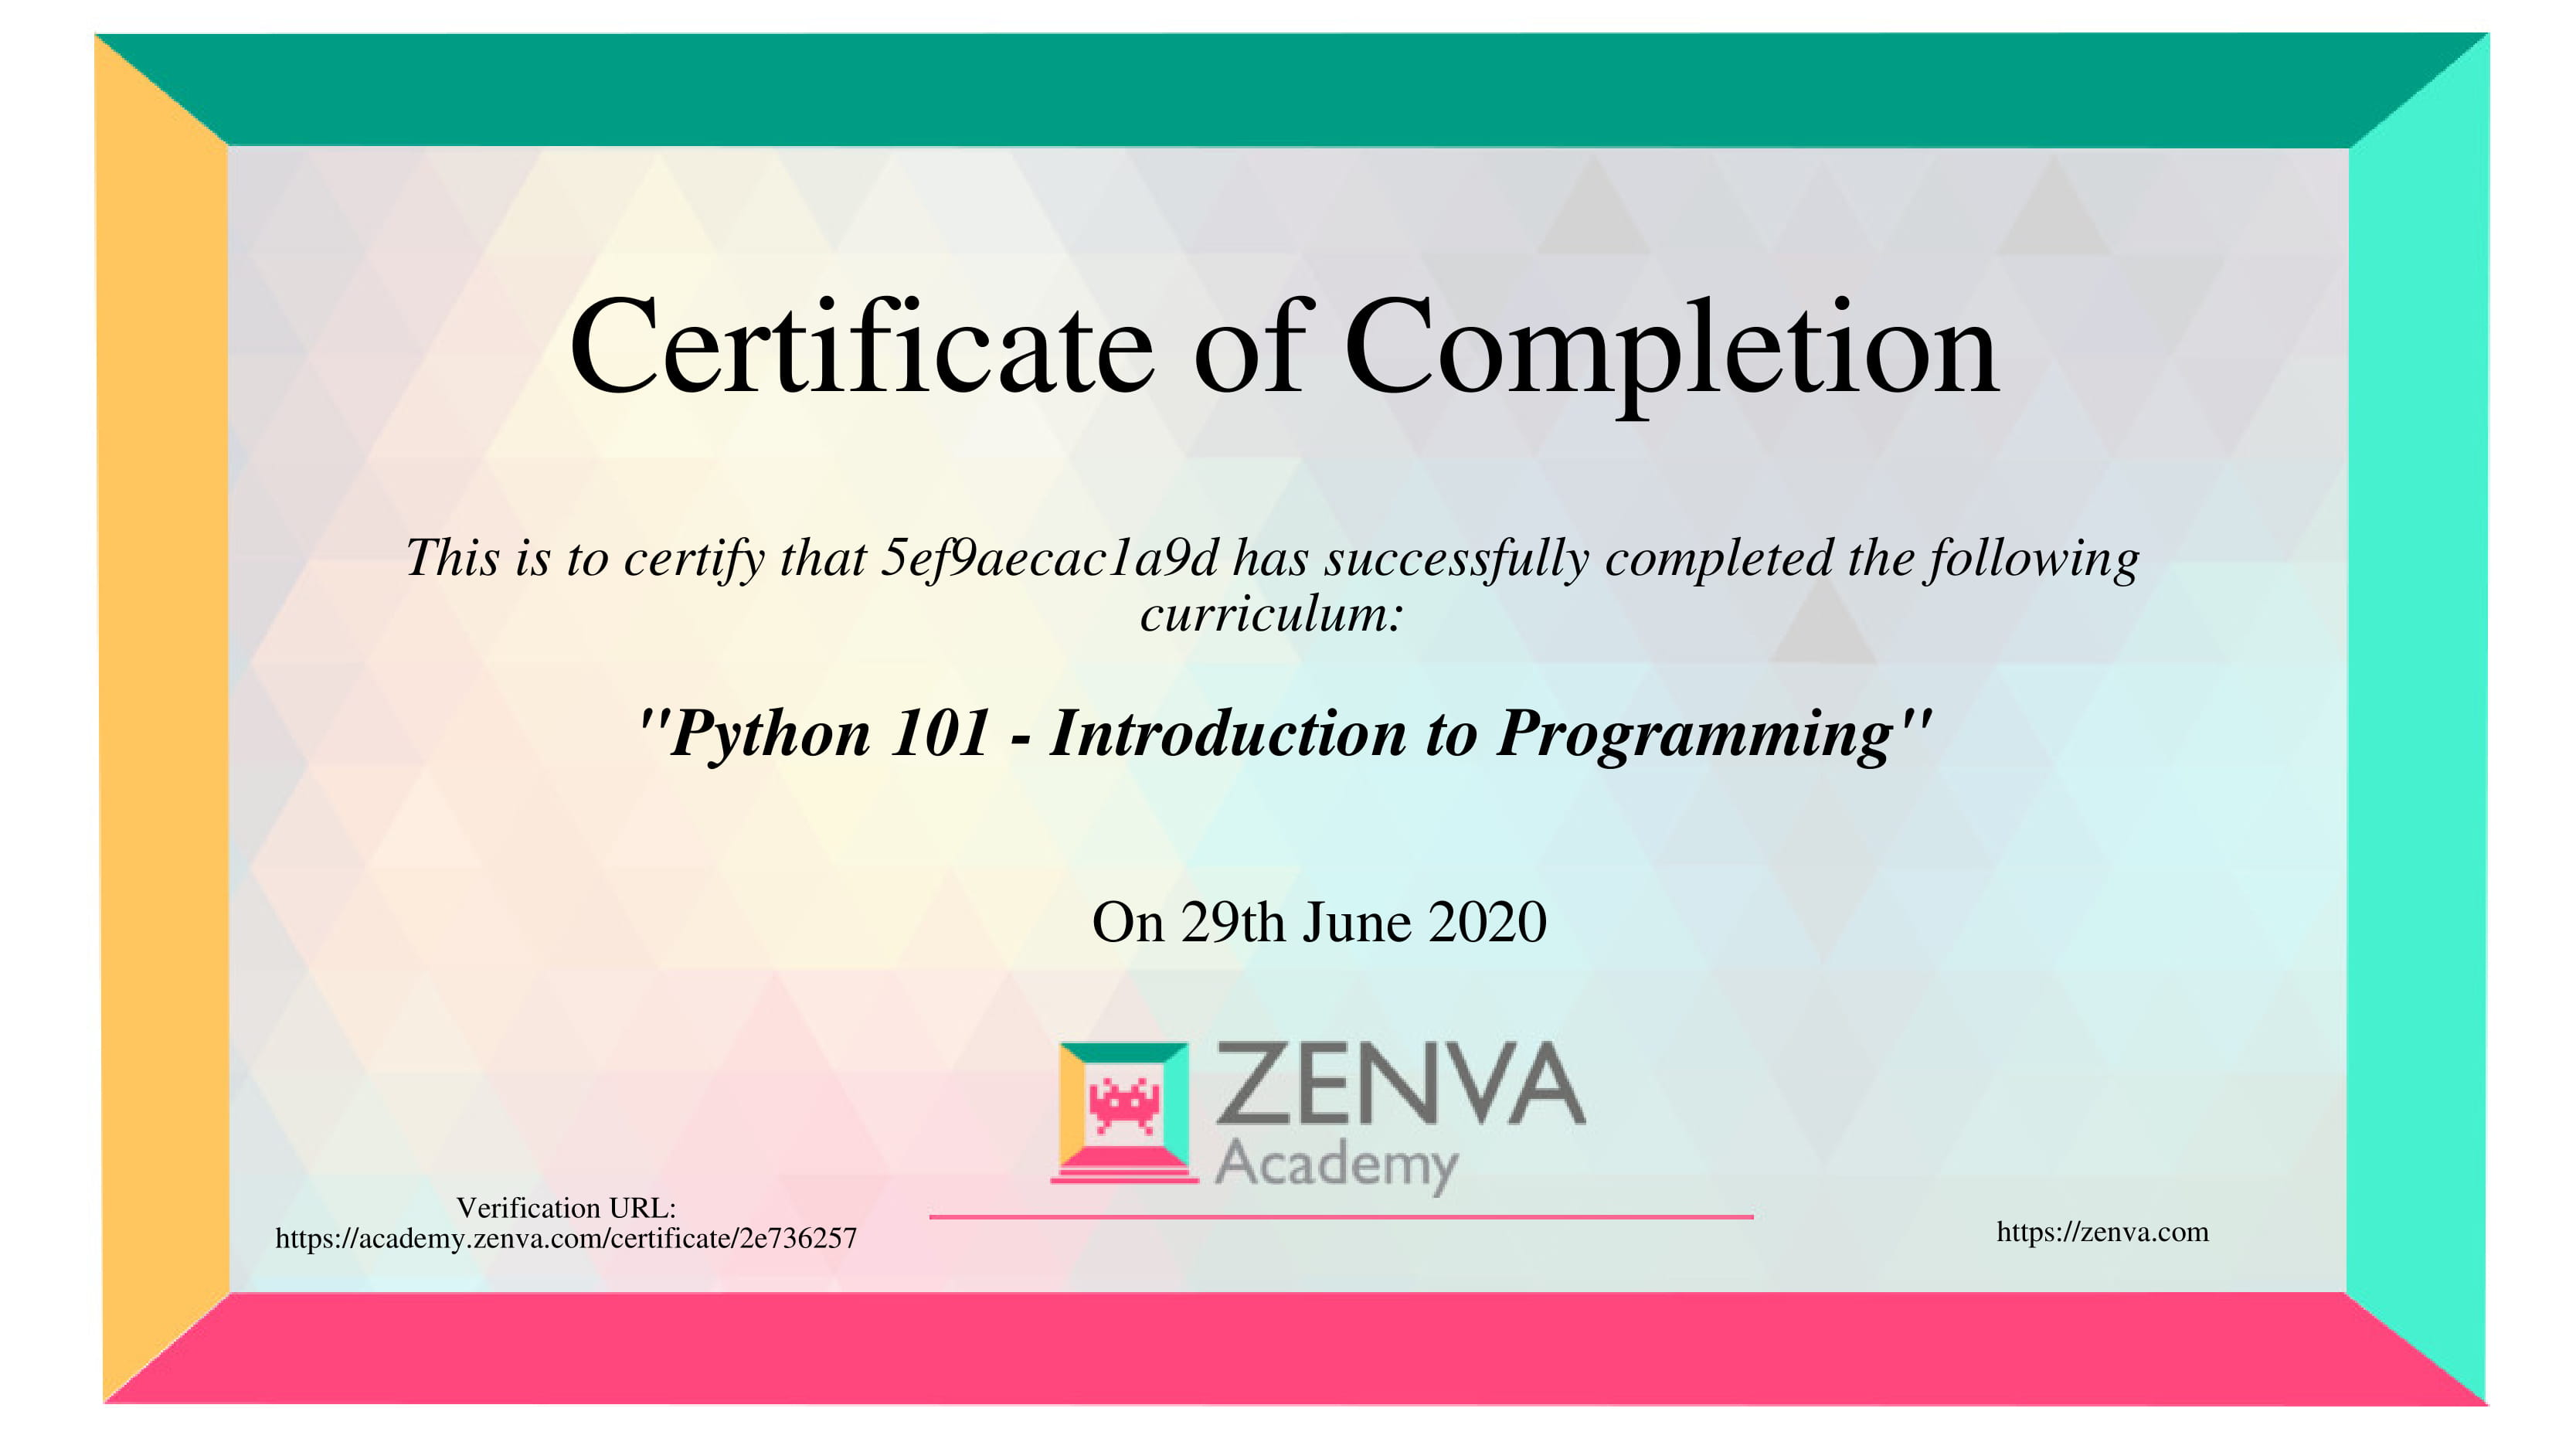 Certificate of Completion
This is to certify that 5ef9aecac1a9d has successfully completed the following
curriculum:
"Python 101 - Introduction to Programming"
On 29th June 2020
ZENVA
Academy
Verification URL:
https://academy.zenva.com/certificate/2e736257
https://zenva.com